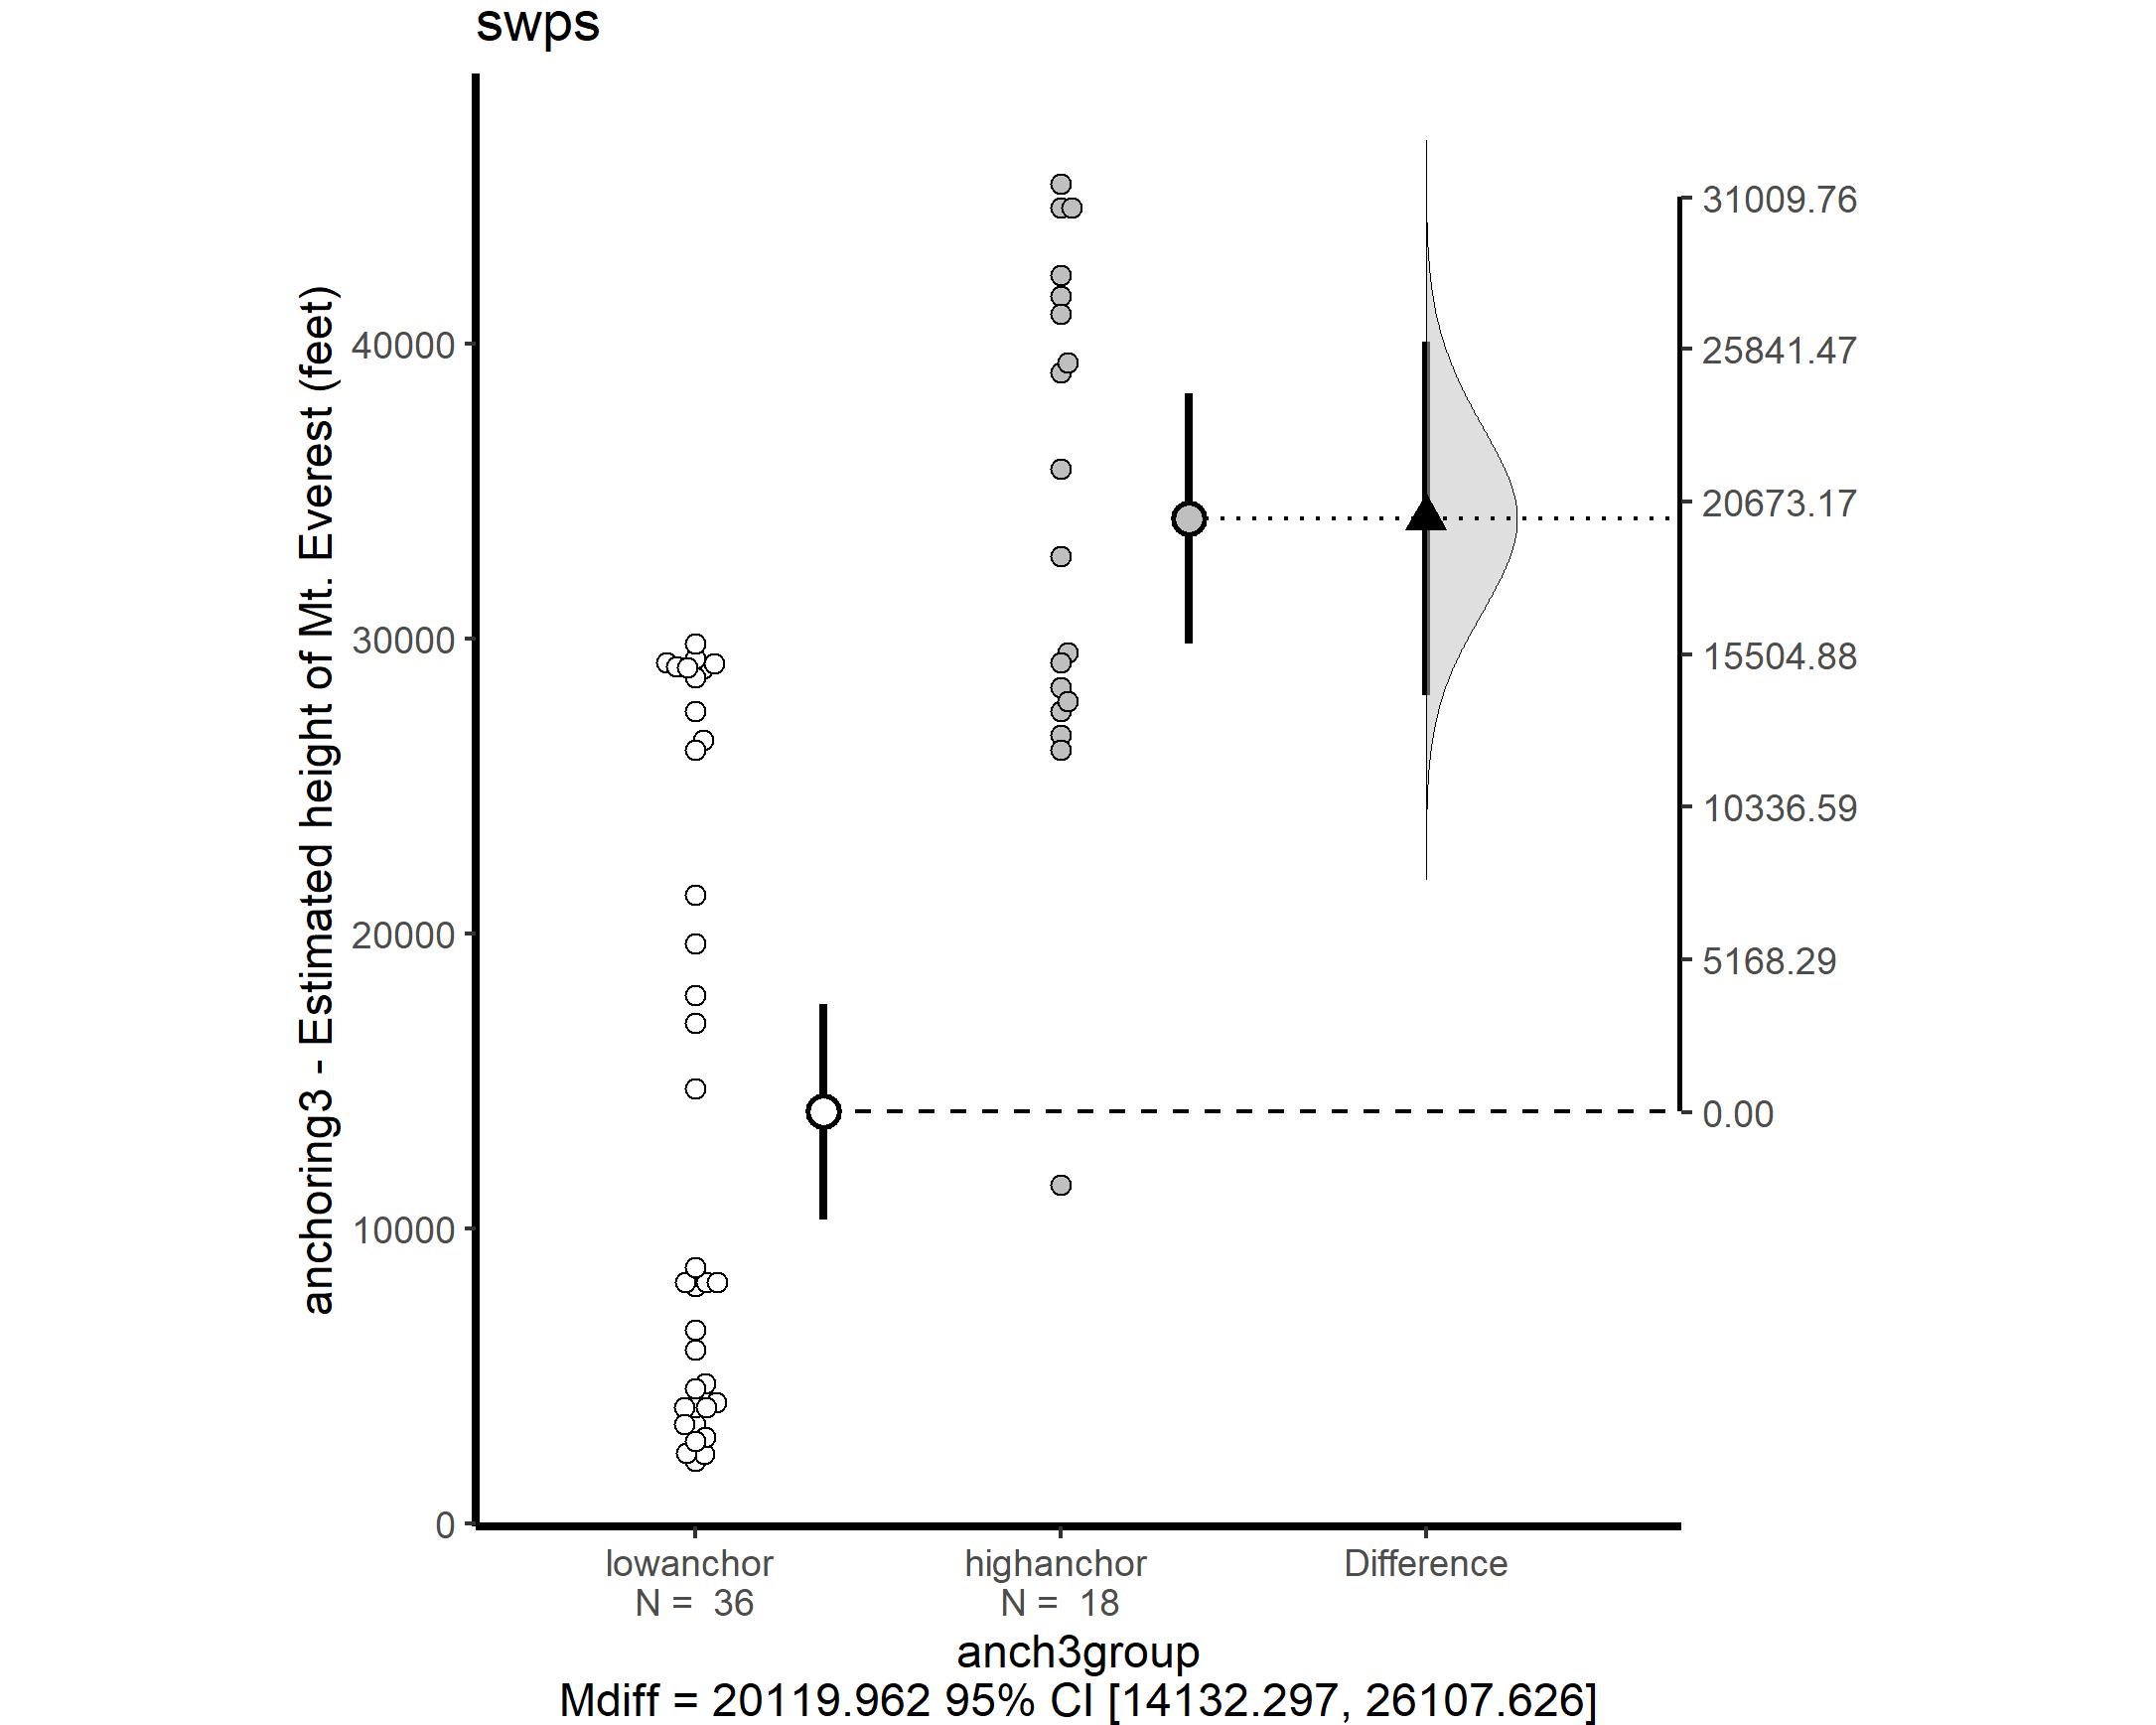 swps
anchoring3 - Estimated height of Mt. Everest (feet)
40000
30000
20000
10000
0
31009.76
25841.47
20673.17
15504.88
10336.59
5168.29
0.00
lowanchor
N =  36
highanchor
N =  18
Difference
anch3group
Mdiff = 20119.962 95% CI [14132.297, 26107.626]